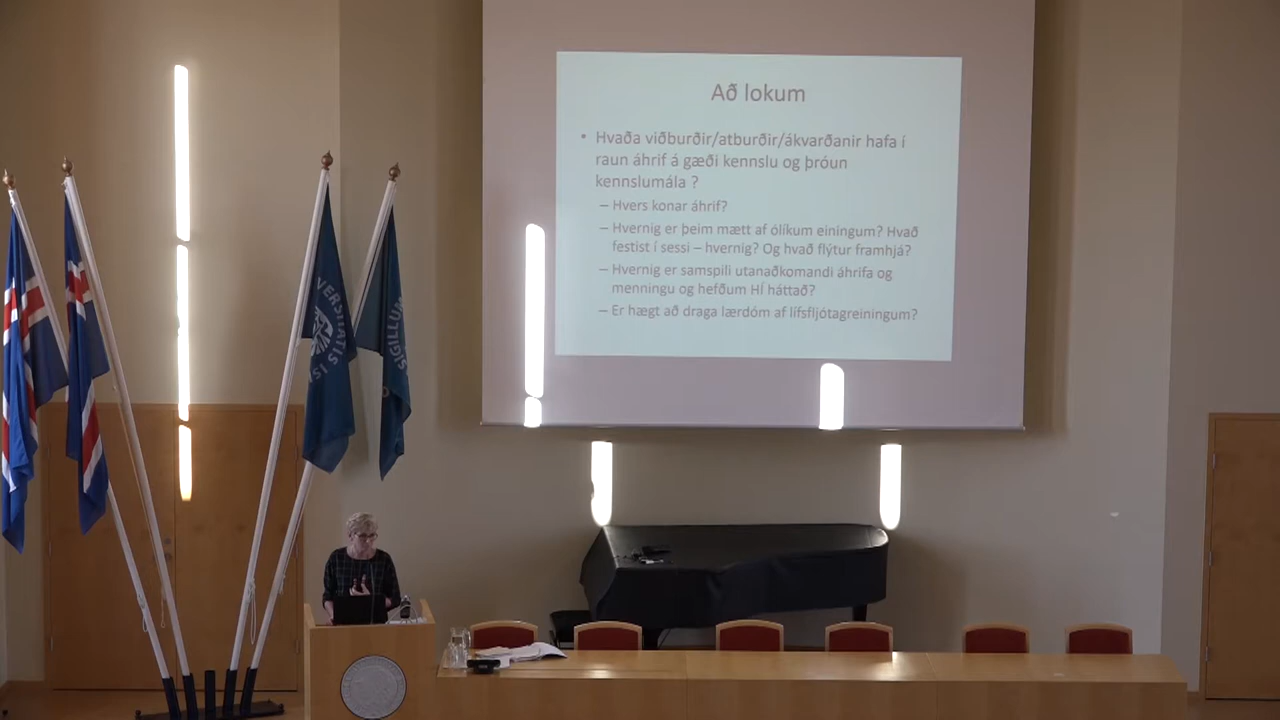 Að lokum
• Hvaða viðburðir/atburðir/ákvarðanir hafa í
raun áhrif á gæði kennslu og þróun
kennslumála ?
– Hvers konar áhrif?
– Hvernig er þeim mætt af ólíkum einingum? Hvað
festist í sessi – hvernig? Og hvað flýtur framhjá?
– Hvernig er samspili utanaðkomandi áhrifa og
menningu og hefðum HÍ háttað?
– Er hægt að draga lærdóm af lífsfljótagreiningum?
VERSITATIS
SIGILLUM